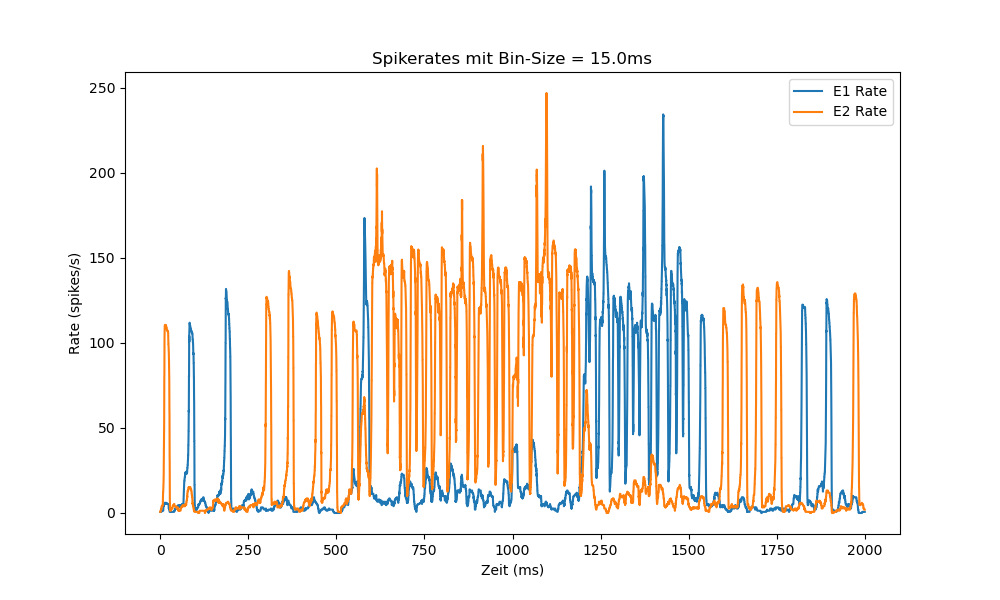 Spikerates mit Bin-Size = 15.0ms
E1 Rate
E2 Rate
250
200
150
100
50
0
Rate (spikes/s)
0 250 500 750 1000 1250 1500 1750 2000
Zeit (ms)